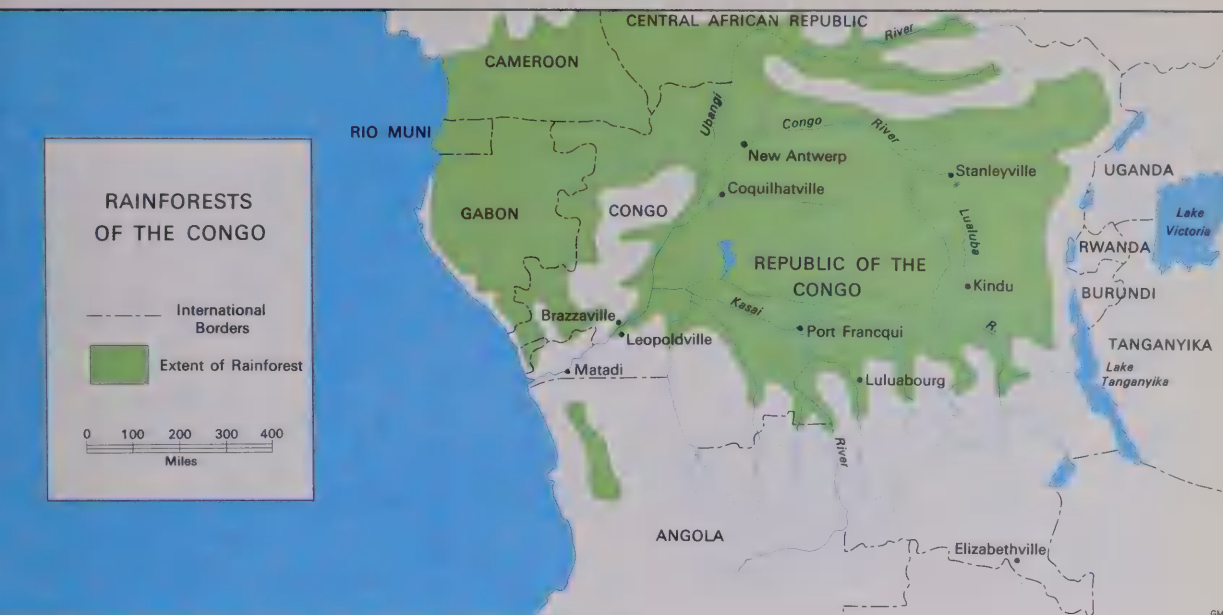 CENTRAL AFRICAN REPUBLIC
River
CAMEROON
Ubangi
RIO MUNI
Congo
River
New Antwerp
Stanleyville
UGANDA
RAINFORESTS
OF THE CONGO
Coquilhatville
GABON
CONGO
Lualuba
Lake
Victoria
RWANDA
REPUBLIC OF THE
CONGO
Kindu
BURUNDI
International
Borders
Kasai
Brazzaville
Leopoldville
Port Francqui
R.
TANGANYIKA
Extent of Rainforest
Matadi
Luluabourg
Lake
Tanganyika
0 100 200 300 400
Miles
River
ANGOLA
Elizabethville